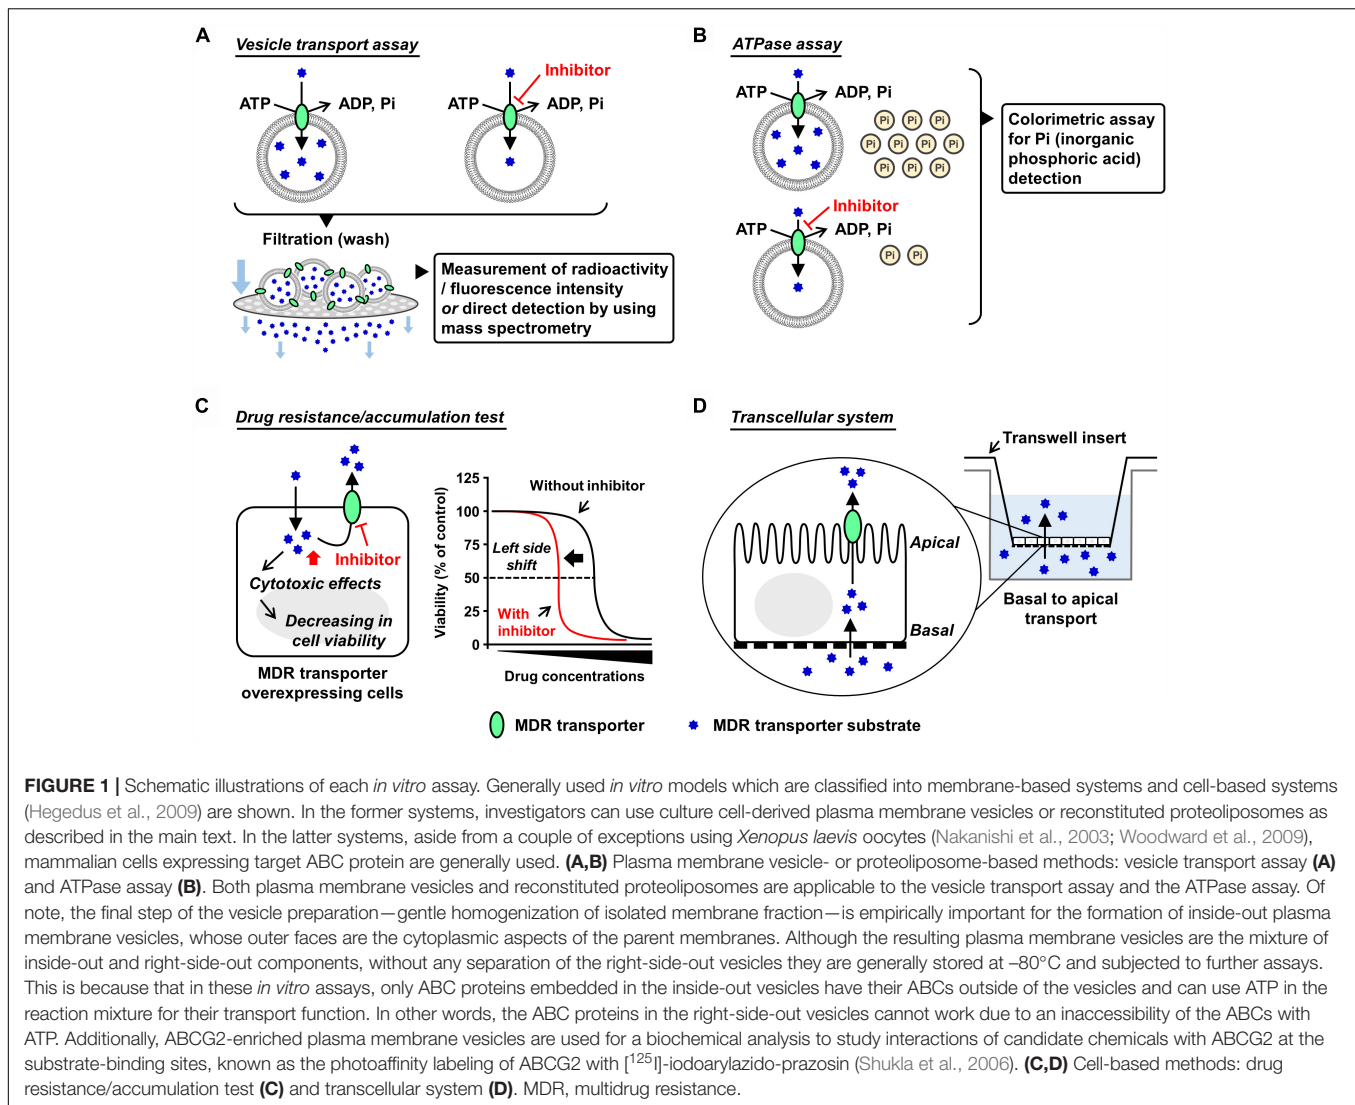 A
Vesicle transport assay
Inhibitor
ATP
ADP, Pi
ATP
ADP, Pi
Filtration (wash)
Measurement of radioactivity
/ fluorescence intensity
or direct detection by using
mass spectrometry
B
ATPase assay
ATP
ADP, Pi
Pi Pi Pi
Pi Pi Pi Pi
Pi Pi Pi
Inhibitor
ATP
ADP, Pi
Pi Pi
Colorimetric assay
for Pi (inorganic
phosphoric acid)
detection
C
Drug resistance/accumulation test
Inhibitor
Cytotoxic effects
Decreasing in
cell viability
MDR transporter
overexpressing cells
Viability (% of control)
125
100
75
50
25
0
Without inhibitor
Left side
shift
With
inhibitor
Drug concentrations
D
Transcellular system
Transwell insert
Apical
Basal
Basal to apical
transport
MDR transporter
MDR transporter substrate
FIGURE 1 | Schematic illustrations of each in vitro assay. Generally used in vitro models which are classified into membrane-based systems and cell-based systems
(Hegedus et al., 2009) are shown. In the former systems, investigators can use culture cell-derived plasma membrane vesicles or reconstituted proteoliposomes as
described in the main text. In the latter systems, aside from a couple of exceptions using Xenopus laevis oocytes (Nakanishi et al., 2003; Woodward et al., 2009),
mammalian cells expressing target ABC protein are generally used. (A,B) Plasma membrane vesicle- or proteoliposome-based methods: vesicle transport assay (A)
and ATPase assay (B). Both plasma membrane vesicles and reconstituted proteoliposomes are applicable to the vesicle transport assay and the ATPase assay. Of
note, the final step of the vesicle preparation—gentle homogenization of isolated membrane fraction—is empirically important for the formation of inside-out plasma
membrane vesicles, whose outer faces are the cytoplasmic aspects of the parent membranes. Although the resulting plasma membrane vesicles are the mixture of
inside-out and right-side-out components, without any separation of the right-side-out vesicles they are generally stored at –80°C and subjected to further assays.
This is because that in these in vitro assays, only ABC proteins embedded in the inside-out vesicles have their ABCs outside of the vesicles and can use ATP in the
reaction mixture for their transport function. In other words, the ABC proteins in the right-side-out vesicles cannot work due to an inaccessibility of the ABCs with
ATP. Additionally, ABCG2-enriched plasma membrane vesicles are used for a biochemical analysis to study interactions of candidate chemicals with ABCG2 at the
substrate-binding sites, known as the photoaffinity labeling of ABCG2 with [¹²⁵I]-iodoarylazido-prazosin (Shukla et al., 2006). (C,D) Cell-based methods: drug
resistance/accumulation test (C) and transcellular system (D). MDR, multidrug resistance.